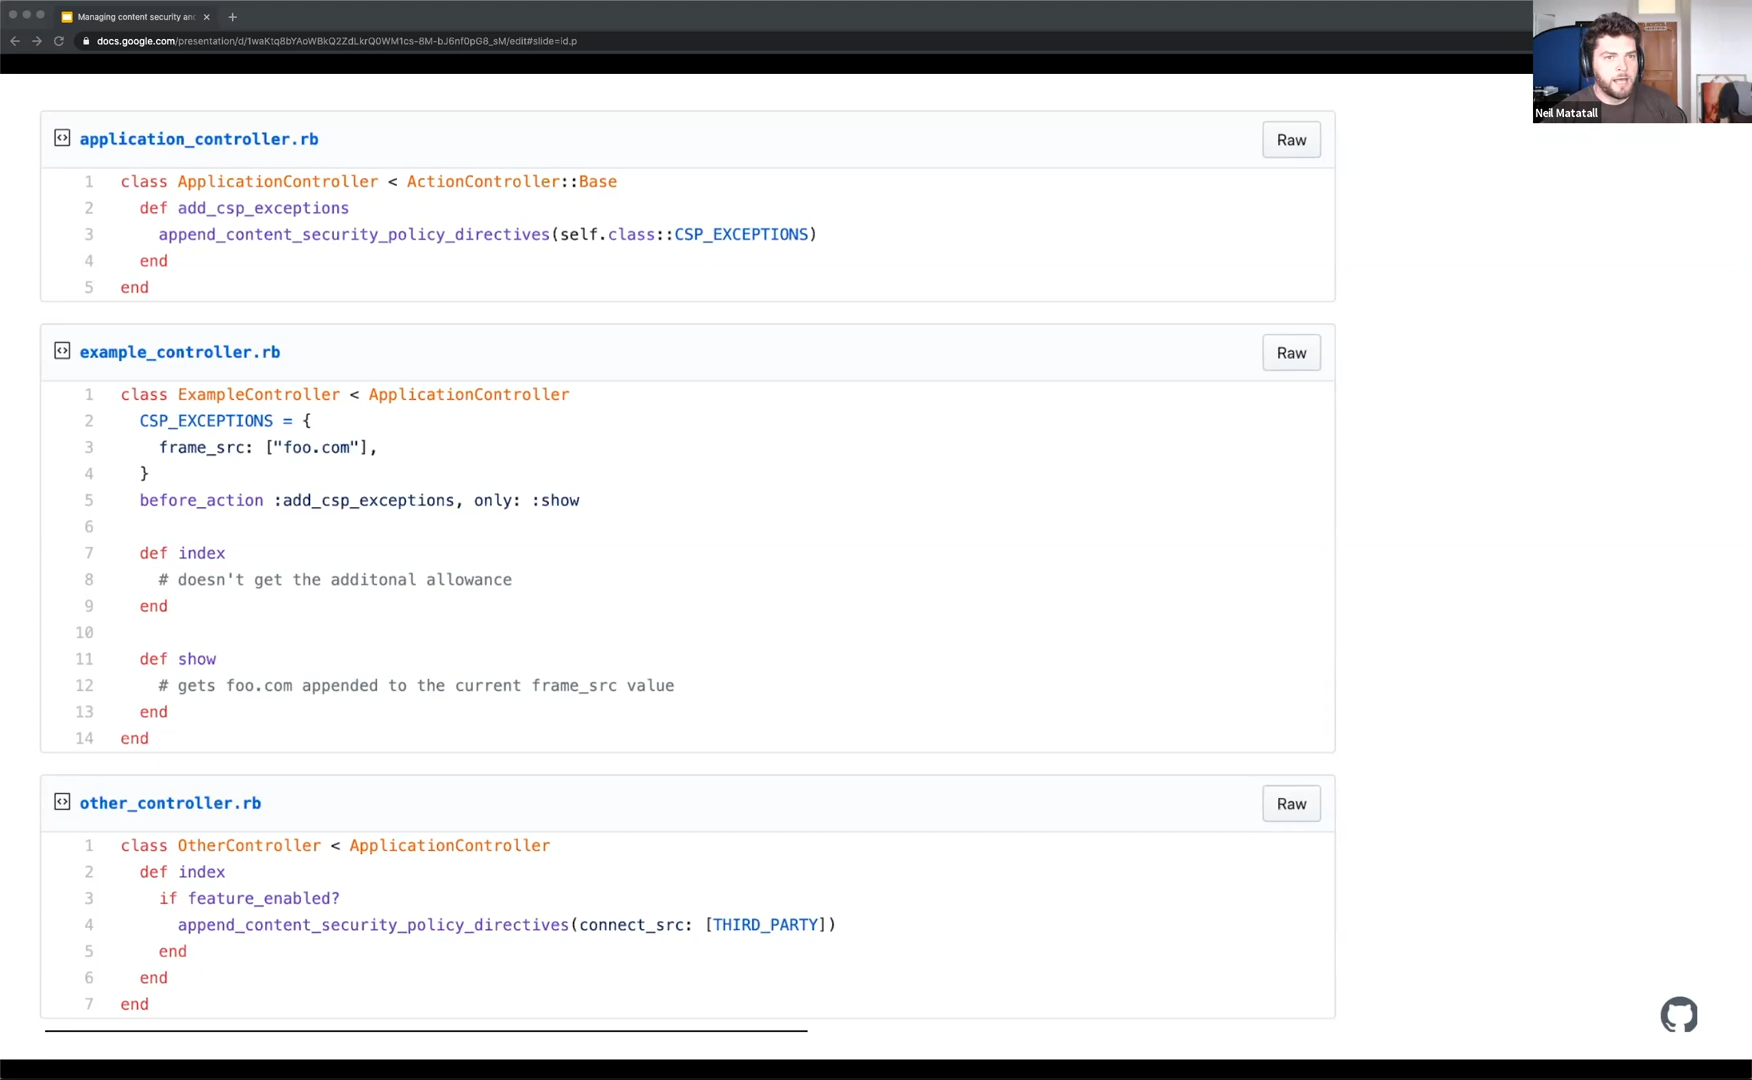 Managing content security and
docs.google.com/presentation/d/1waKtq8bYAoWBkQ2ZdLkrQ0WM1cs-8M-bJ6nf0pG8_sM/edit#slide=id.p
Neil Matatall
application_controller.rb
Raw
1 class ApplicationController < ActionController::Base
2 def add_csp_exceptions
3 append_content_security_policy_directives(self.class::CSP_EXCEPTIONS)
4 end
5 end
example_controller.rb
Raw
1 class ExampleController < ApplicationController
2 CSP_EXCEPTIONS = {
3 frame_src: ["foo.com"],
4 }
5 before_action :add_csp_exceptions, only: :show
6
7 def index
8 # doesn't get the additonal allowance
9 end
10
11 def show
12 # gets foo.com appended to the current frame_src value
13 end
14 end
other_controller.rb
Raw
1 class OtherController < ApplicationController
2 def index
3 if feature_enabled?
4 append_content_security_policy_directives(connect_src: [THIRD_PARTY])
5 end
6 end
7 end